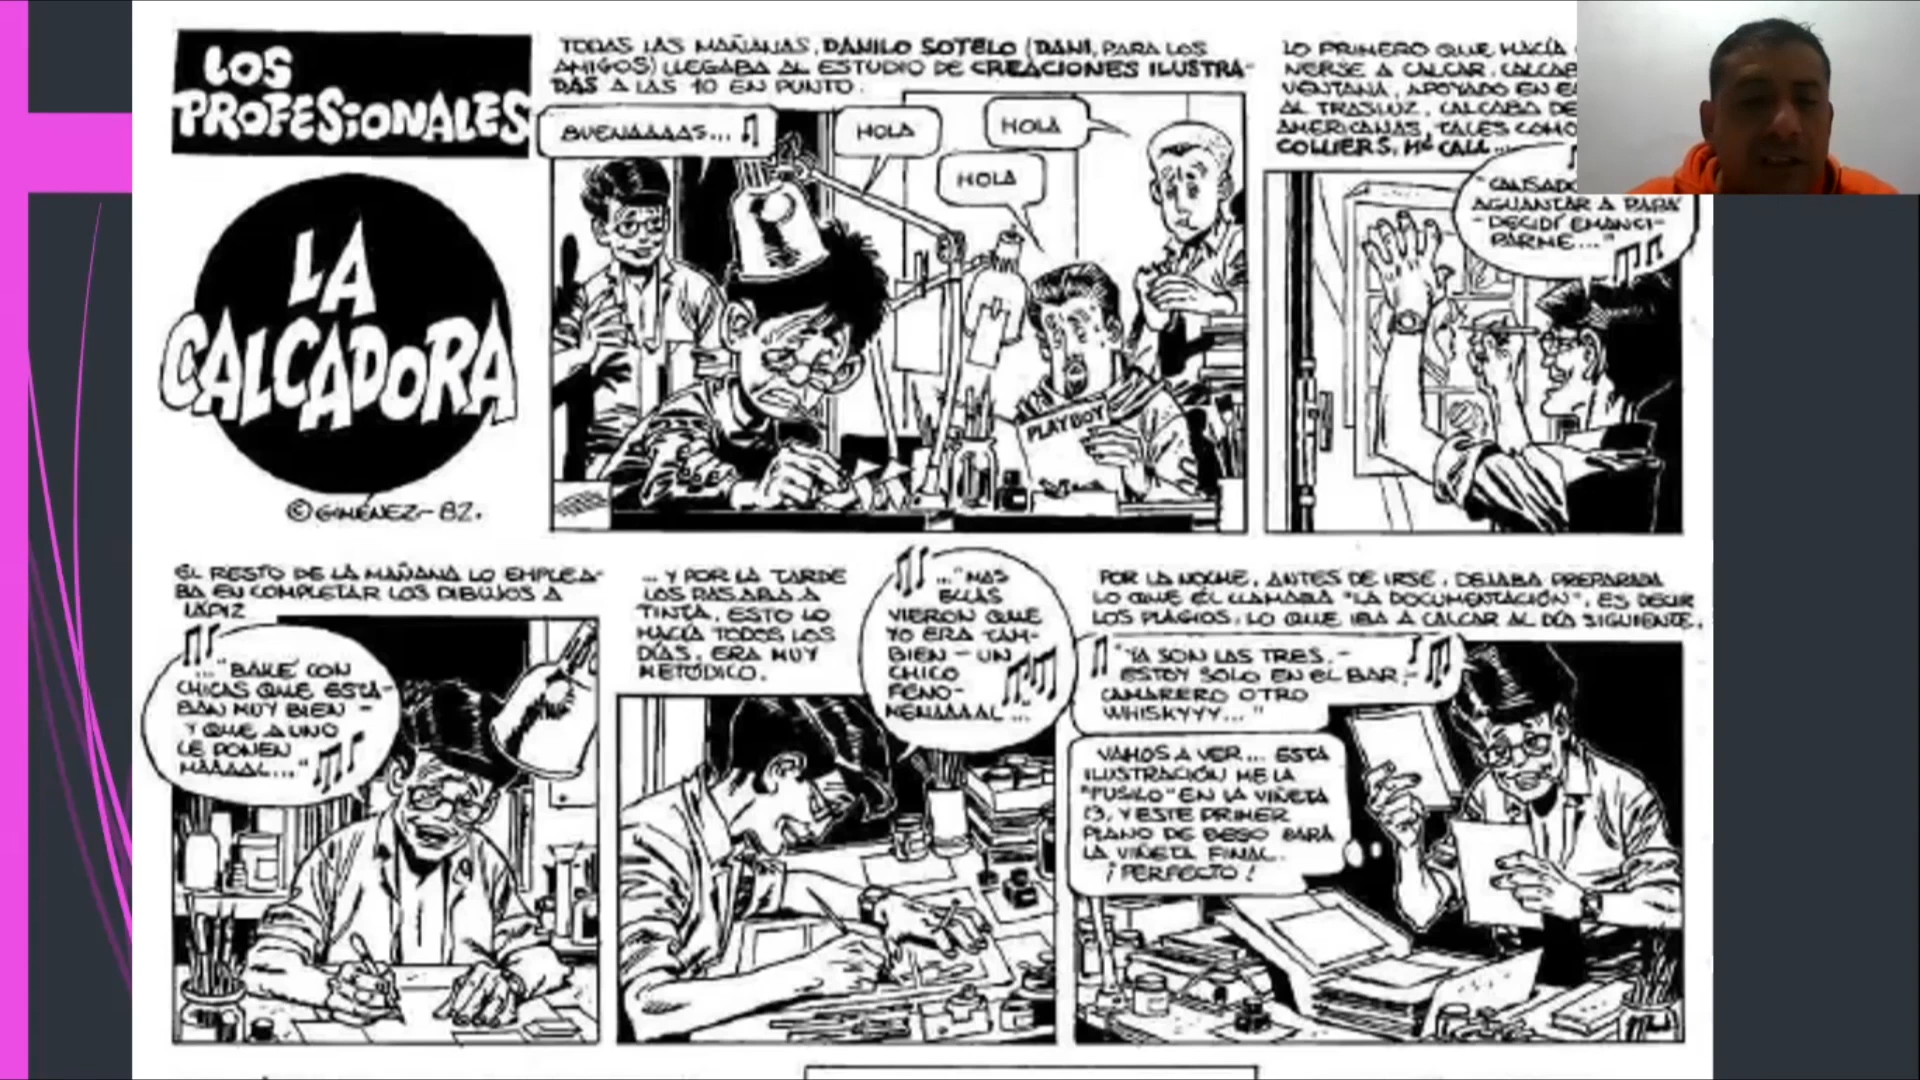 LOS
PROFESIONALES
LA
CALCADORA
© GIMÉNEZ-82.
TODAS LAS MAÑANAS, DANILO SOTELO (DANI, PARA LOS
AMIGOS) LLEGABA AL ESTUDIO DE CREACIONES ILUSTRA-
DAS A LAS 10 EN PUNTO.
BUENAAAAS...
HOLA
HOLA
HOLA
PLAYBOY
LO PRIMERO QUE HACÍA
NERSE A CALCAR. CALCAB
VENTANA, APOYADO EN E
AL TRASLUZ. CALCABA DE
AMERICANAS, TALES COMO
COLLIERS, Mc CALL...
"CANSADO
AGUANTAR A PAPÁ
- DECIDÍ EMANCI-
PARME..."
EL RESTO DE LA MAÑANA LO EMPLEA-
BA EN COMPLETAR LOS DIBUJOS A
LÁPIZ
..."BAILÉ CON
CHICAS QUE ESTA-
BAN MUY BIEN -
Y QUE A UNO
LE PONEN
MAAAAL..."
... Y POR LA TARDE
LOS PASABA A
TINTA. ESTO LO
HACÍA TODOS LOS
DÍAS. ERA MUY
METÓDICO.
..."MAS
ELLAS
VIERON QUE
YO ERA TAM-
BIEN - UN
CHICO
FENO-
MENAAAAL..."
POR LA NOCHE, ANTES DE IRSE, DEJABA PREPARADA
LO QUE ÉL LLAMABA "LA DOCUMENTACIÓN", ES DECIR
LOS PLAGIOS, LO QUE IBA A CALCAR AL DÍA SIGUIENTE.
"YA SON LAS TRES. -
ESTOY SOLO EN EL BAR, -
CAMARERO OTRO
WHISKYYY..."
VAMOS A VER... ESTA
ILUSTRACIÓN ME LA
"FUSILO" EN LA VIÑETA
13, Y ESTE PRIMER
PLANO DE BESO PARA
LA VIÑETA FINAL.
¡PERFECTO!